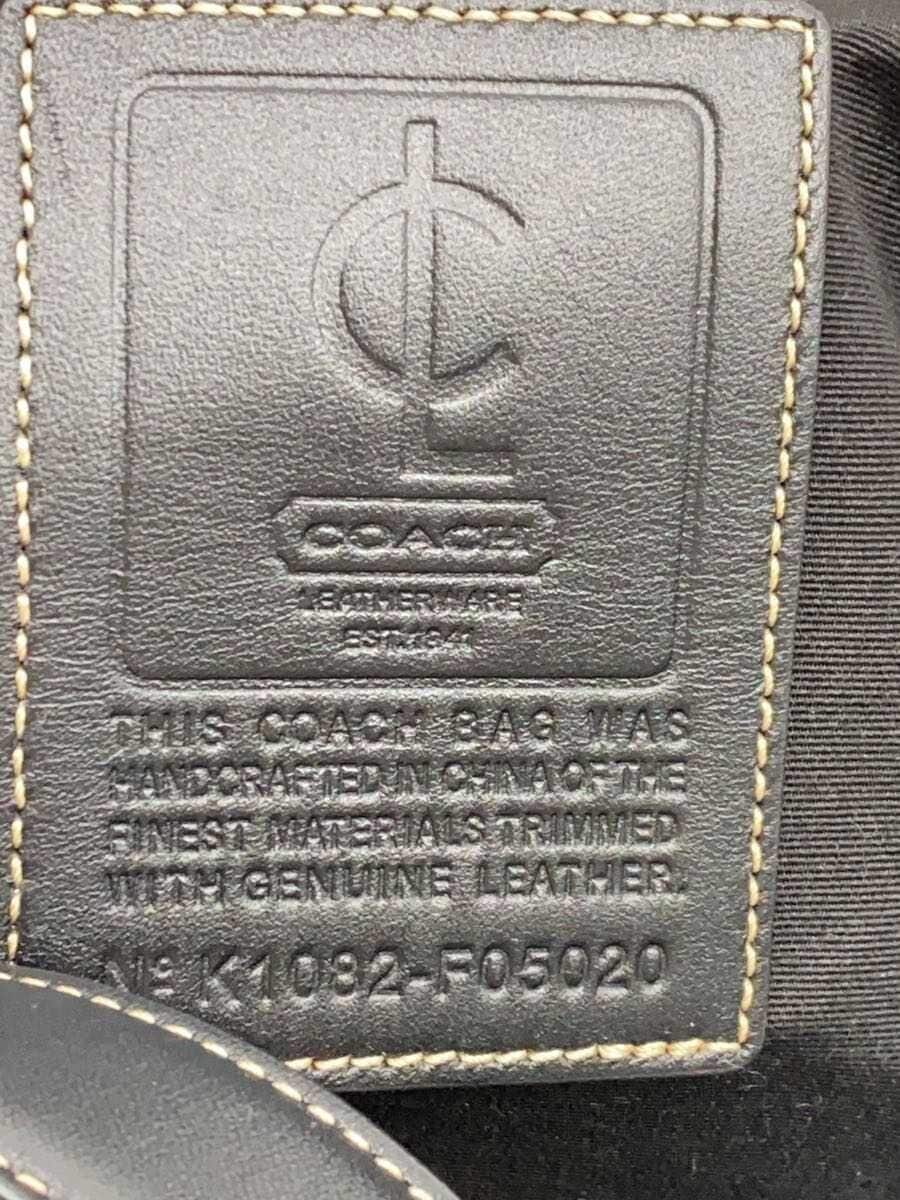 CL
COACH
LEATHERWARE
EST. 1941
THIS COACH BAG WAS
HANDCRAFTED IN CHINA OF THE
FINEST MATERIALS TRIMMED
WITH GENUINE LEATHER.
Nº K1082-F05020